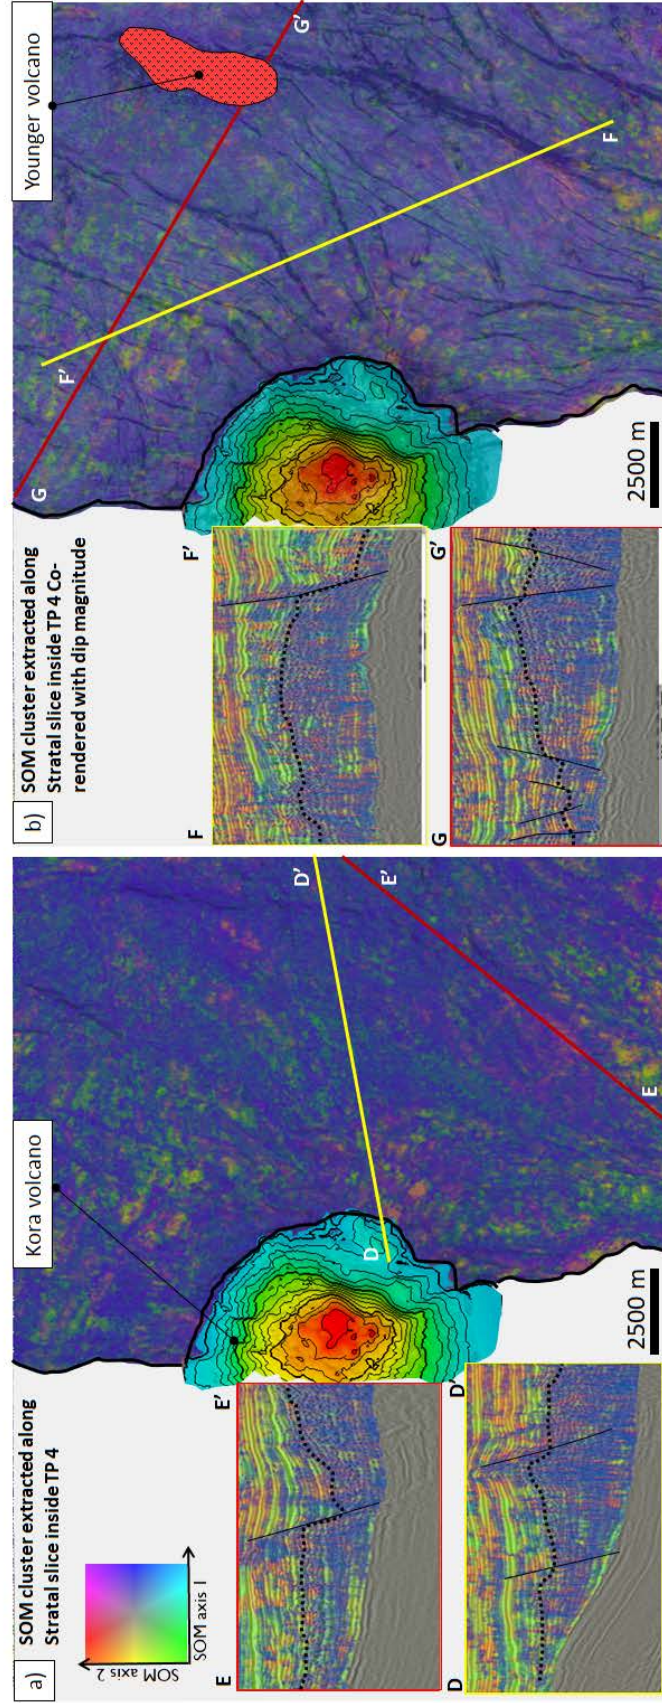 a)
SOM cluster extracted along
Stratal slice inside TP 4
SOM axis 2
SOM axis 1
Kora volcano
E
E'
D
D'
D
D'
E
E'
2500 m
b)
SOM cluster extracted along
Stratal slice inside TP 4 Co-
rendered with dip magnitude
Younger volcano
F
F'
G
G'
G
G'
F'
F
2500 m